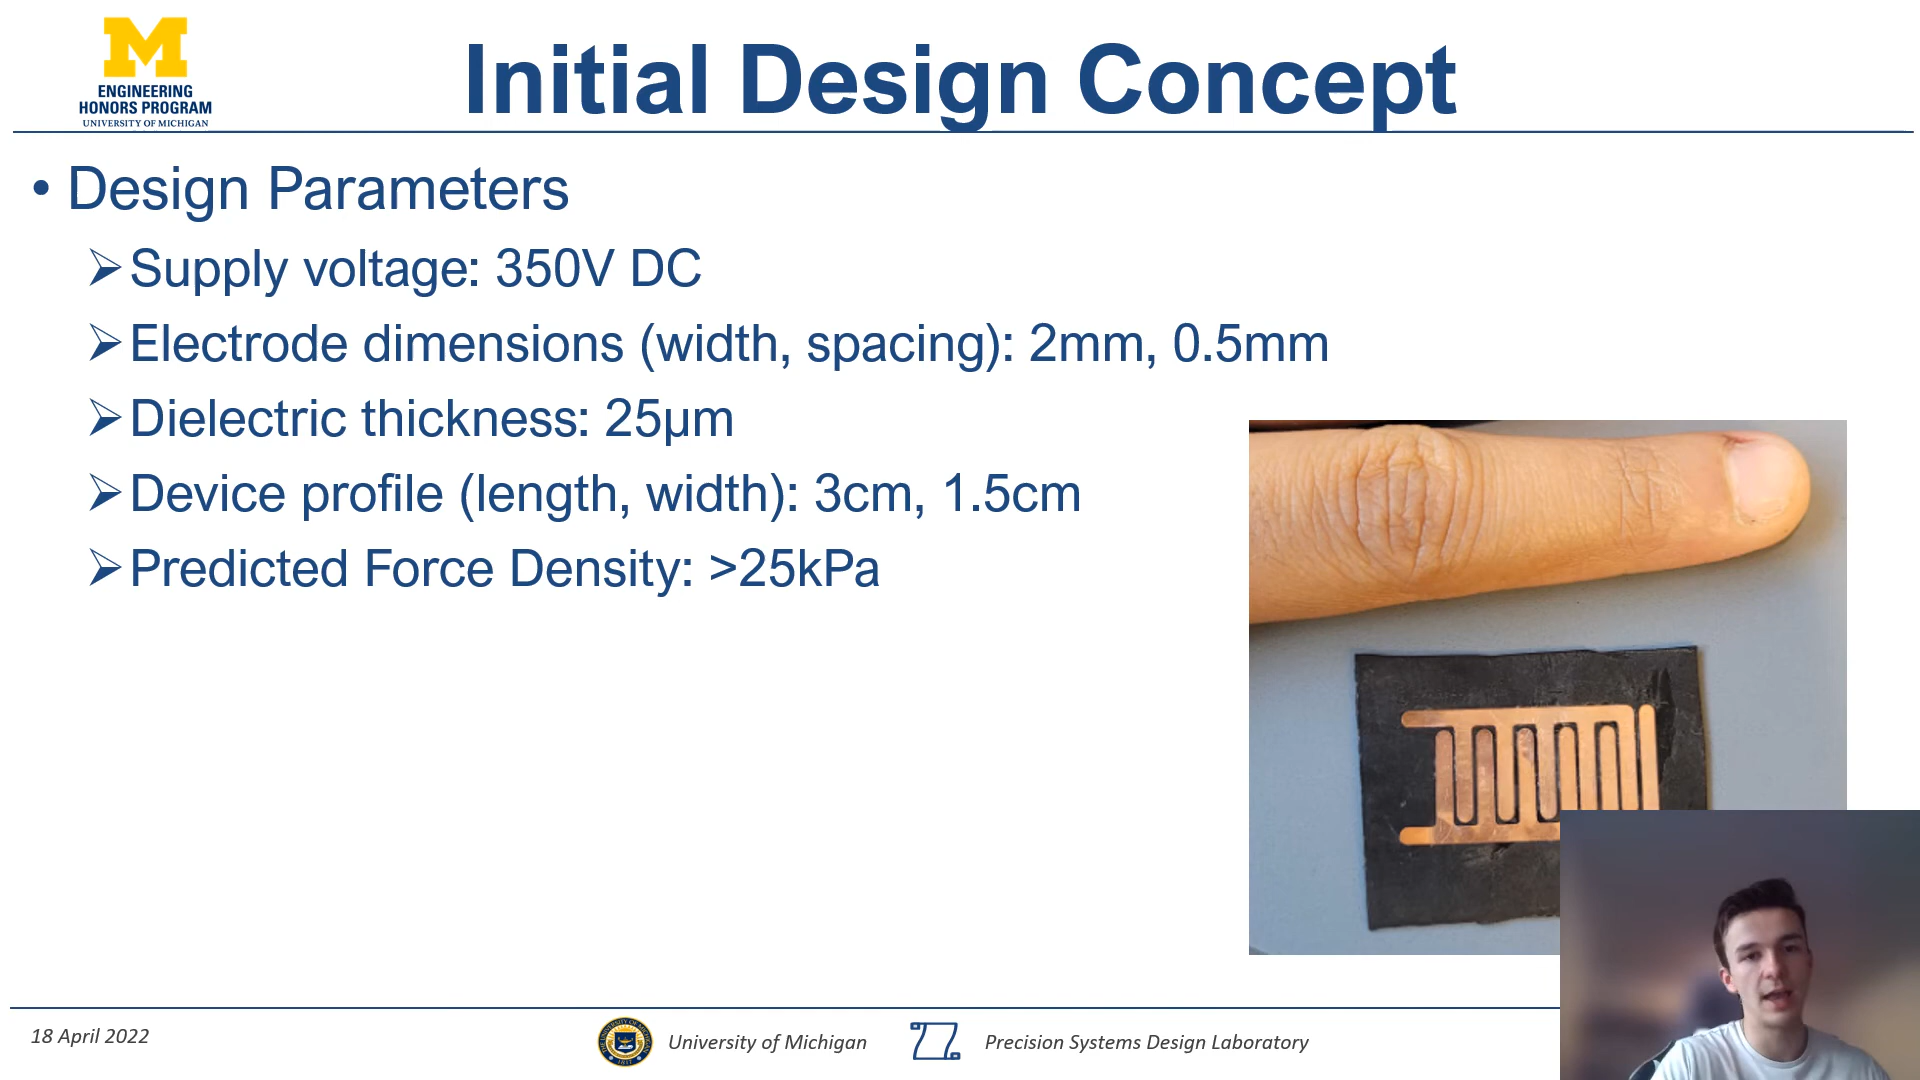 M
ENGINEERING
HONORS PROGRAM
UNIVERSITY OF MICHIGAN
Initial Design Concept
• Design Parameters
➢Supply voltage: 350V DC
➢Electrode dimensions (width, spacing): 2mm, 0.5mm
➢Dielectric thickness: 25µm
➢Device profile (length, width): 3cm, 1.5cm
➢Predicted Force Density: >25kPa
18 April 2022
University of Michigan
Precision Systems Design Laboratory